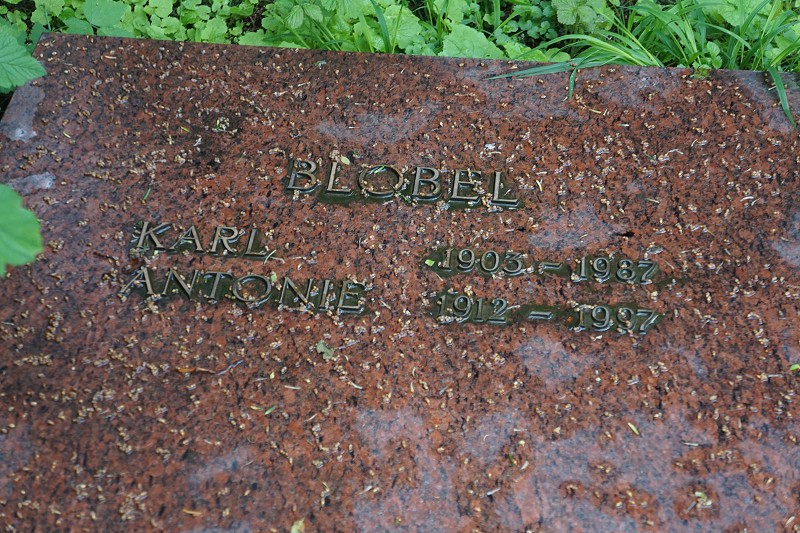 BLOBEL
KARL 1903 - 1987
ANTONIE 1912 - 1997